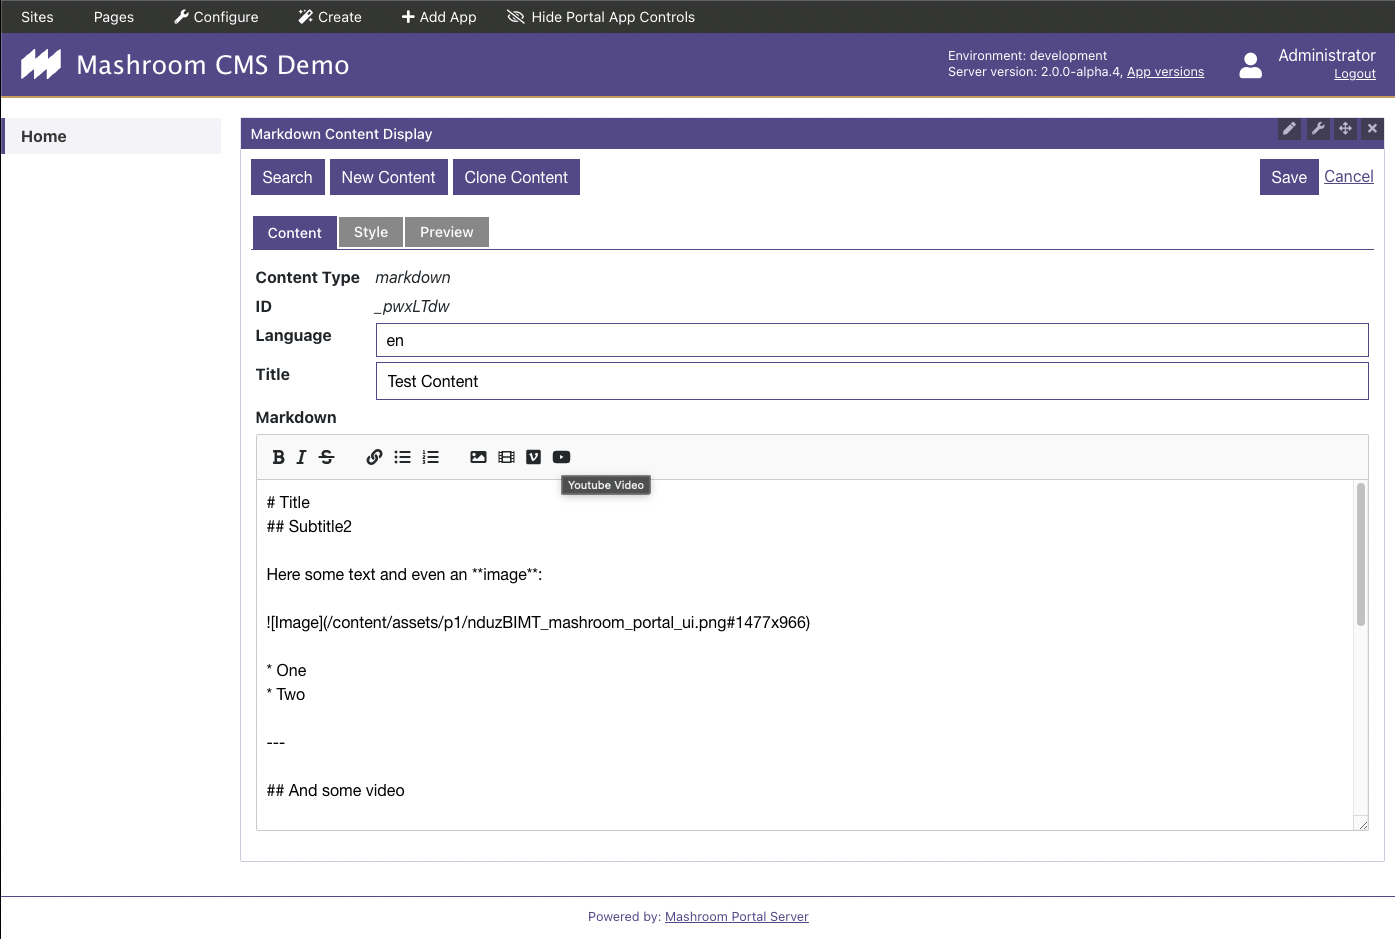 Sites Pages Configure Create Add App Hide Portal App Controls
Mashroom CMS Demo
Environment: development
Server version: 2.0.0-alpha.4, App versions
Administrator
Logout
Home
Markdown Content Display
Search New Content Clone Content Save Cancel
Content Style Preview
Content Type markdown
ID _pwxLTdw
Language en
Title Test Content
Markdown
B I S
Youtube Video
# Title
## Subtitle2
Here some text and even an **image**:
![Image](/content/assets/p1/nduzBIMT_mashroom_portal_ui.png#1477x966)
* One
* Two
---
## And some video
Powered by: Mashroom Portal Server